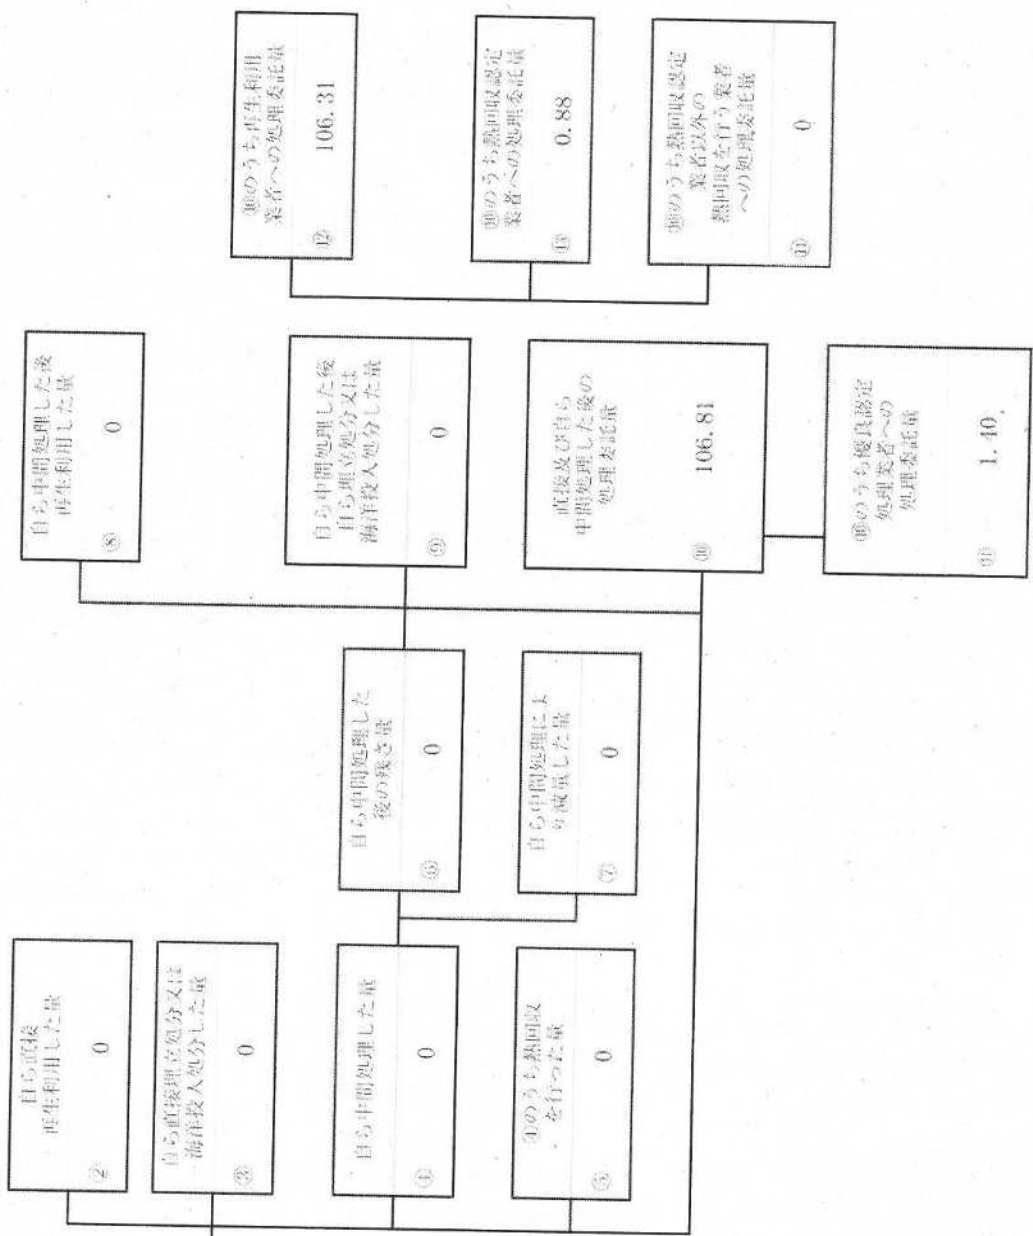 自ら直接
再生利用した量
② 0
自ら直接埋立処分又は
海洋投入処分した量
③ 0
自ら中間処理した量
④ 0
④のうち熱回収
を行った量
⑤ 0
自ら中間処理した
後の残さ量
⑥ 0
自ら中間処理によ
り減量した量
⑦ 0
自ら中間処理した後
再生利用した量
⑧ 0
自ら中間処理した後
自ら埋立処分又は
海洋投入処分した量
⑨ 0
直接及び自ら
中間処理した後の
処理委託量
⑩ 106.81
⑩のうち優良認定
処理業者への
処理委託量
⑪ 1.40
⑩のうち再生利用
業者への処理委託量
⑫ 106.31
⑩のうち熱回収認定
業者への処理委託量
⑬ 0.88
⑩のうち熱回収認定
業者以外の
熱回収を行う業者
への処理委託量
⑭ 0